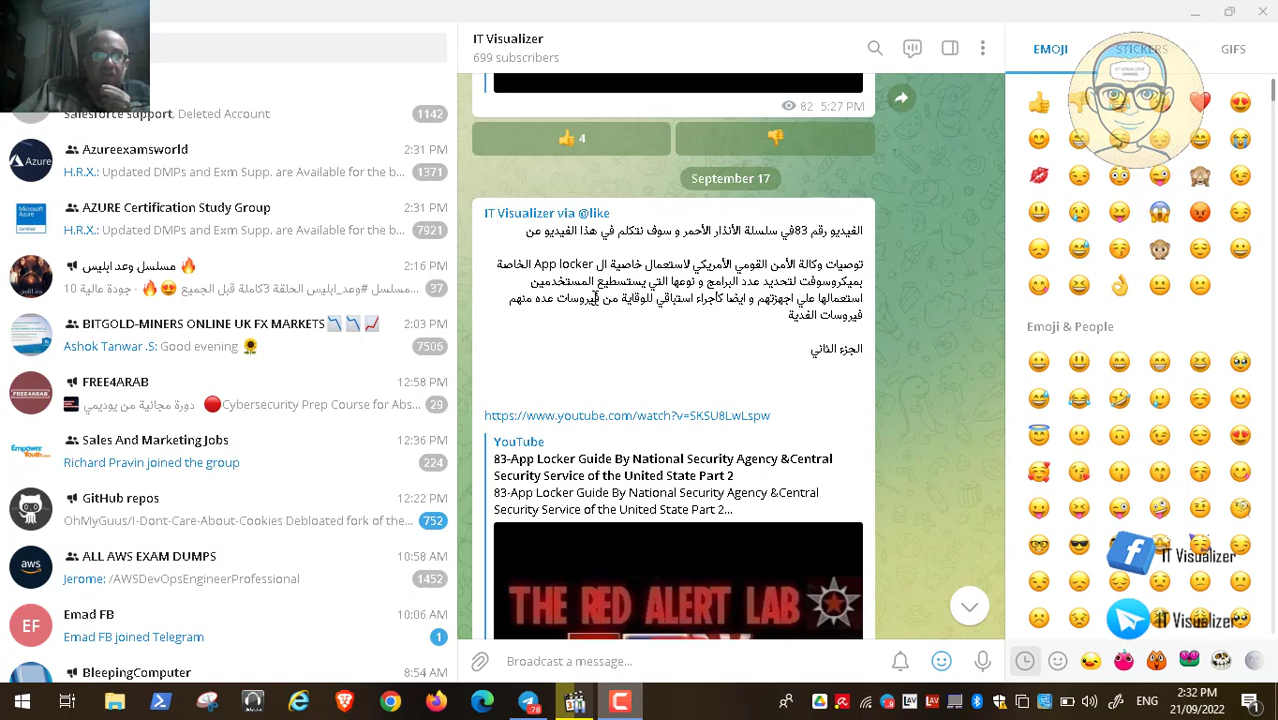 Salesforce support, Deleted Account
1142
Azureexamsworld
2:31 PM
H.R.X.: Updated DMPs and Exm Supp. are Available for the b...
1371
AZURE Certification Study Group
2:31 PM
H.R.X.: Updated DMPs and Exm Supp. are Available for the b...
7921
مسلسل وعد ابليس 🔥
2:16 PM
مسلسل #وعد_ابليس الحلقة 3كاملة قبل الجميع 😍🔥 - جودة مالية 10...
37
BITGOLD-MINERS ONLINE UK FX MARKETS📉📉📈
2:03 PM
Ashok Tanwar .S: Good evening 🌻
7506
FREE4ARAB
12:58 PM
دورة مجانية من يوديمي 🔴Cybersecurity Prep Course for Abs...
29
Sales And Marketing Jobs
12:36 PM
Richard Pravin joined the group
224
GitHub repos
12:22 PM
OhMyGuus/I-Dont-Care-About-Cookies Debloated fork of the...
752
ALL AWS EXAM DUMPS
10:58 AM
Jerome: /AWSDevOpsEngineerProfessional
1452
EF
Emad FB
10:06 AM
Emad FB joined Telegram
1
BleepingComputer
8:54 AM
IT Visualizer
699 subscribers
82 5:27 PM
👍 4
👎
September 17
IT Visualizer via @like
الفيديو رقم 83في سلسلة الأنذار الأحمر و سوف نتكلم في هذا الفيديو عن
توصيات وكالة الأمن القومي الأمريكي لاستعمال خاصية ال App locker الخاصة
بميكروسوفت لتحديد عدد البرامج و نوعها التي يستسطيع المستخدمين
استعمالها علي اجهزتهم و ايضا كأجراء استباقي للوقاية من فيروسات عده منهم
فيروسات الفدية
الجزء الثاني
https://www.youtube.com/watch?v=SKSU8LwLspw
YouTube
83-App Locker Guide By National Security Agency &Central
Security Service of the United State Part 2
83-App Locker Guide By National Security Agency &Central
Security Service of the United State Part 2...
THE RED ALERT LAB
Broadcast a message...
EMOJI
STICKERS
GIFS
IT VISUALIZER
CHANNEL
Emoji & People
IT Visualizer
IT Visualizer
ENG
2:32 PM
21/09/2022